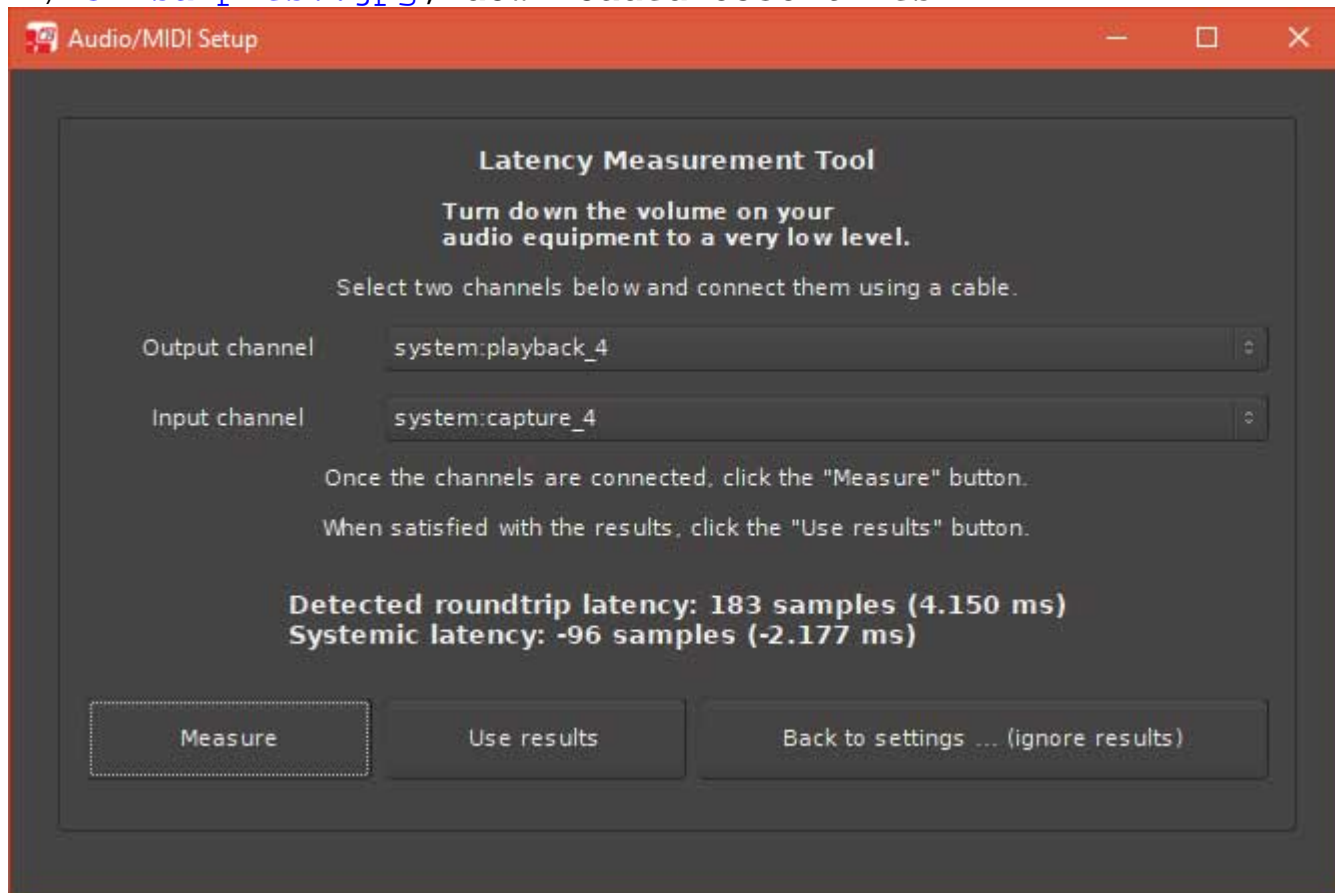 Audio/MIDI Setup
Latency Measurement Tool
Turn down the volume on your
audio equipment to a very low level.
Select two channels below and connect them using a cable.
Output channel system:playback_4
Input channel system:capture_4
Once the channels are connected, click the "Measure" button.
When satisfied with the results, click the "Use results" button.
Detected roundtrip latency: 183 samples (4.150 ms)
Systemic latency: -96 samples (-2.177 ms)
Measure Use results Back to settings ... (ignore results)